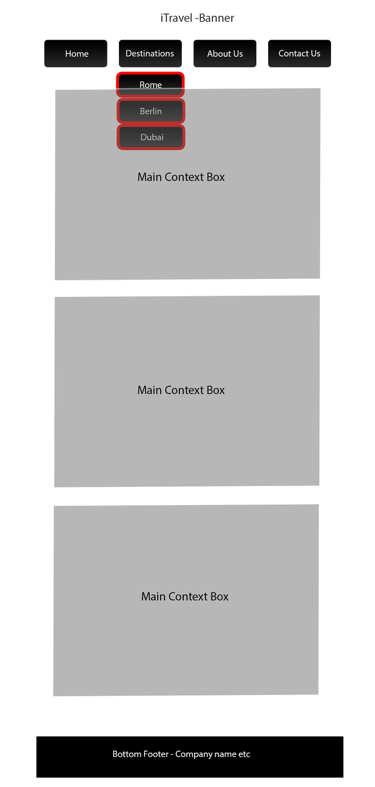 iTravel -Banner
Home Destinations About Us Contact Us
Rome
Berlin
Dubai
Main Context Box
Main Context Box
Main Context Box
Bottom Footer - Company name etc